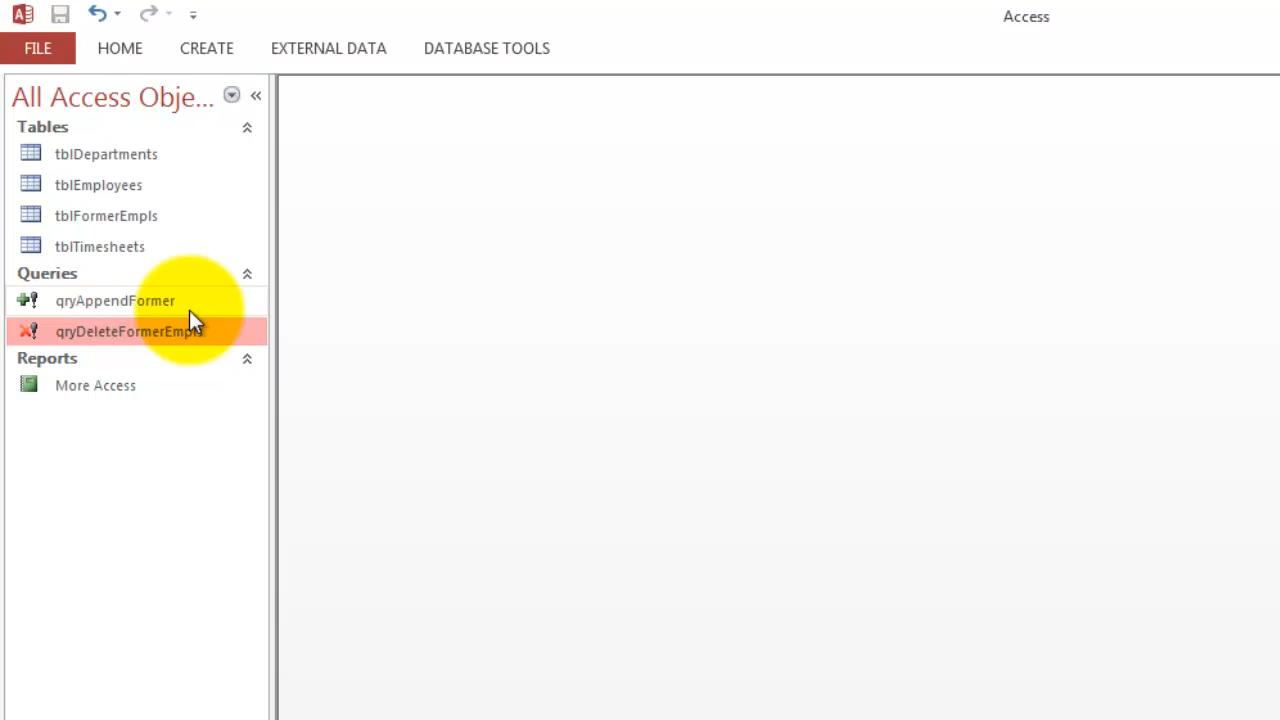 Access
FILE HOME CREATE EXTERNAL DATA DATABASE TOOLS
All Access Obje...
Tables
tblDepartments
tblEmployees
tblFormerEmpls
tblTimesheets
Queries
qryAppendFormer
qryDeleteFormerEmpls
Reports
More Access